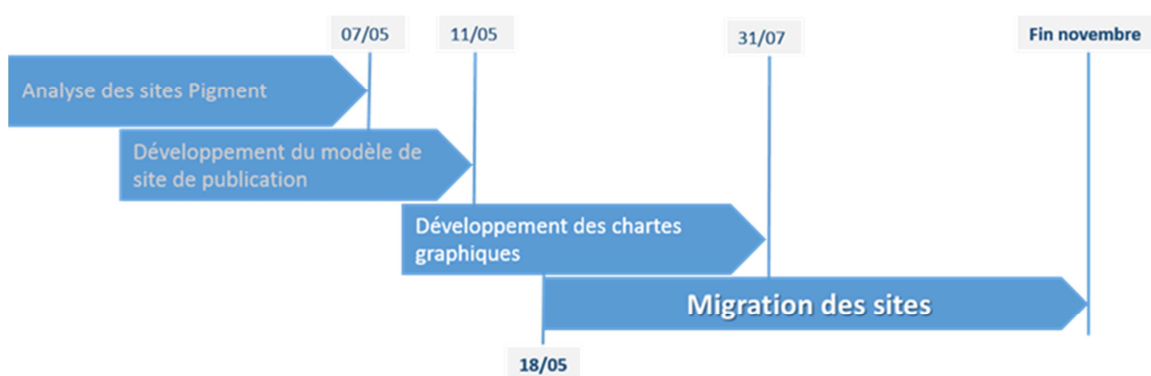 07/05
11/05
31/07
Fin novembre
Analyse des sites Pigment
Développement du modèle de
site de publication
Développement des chartes
graphiques
Migration des sites
18/05